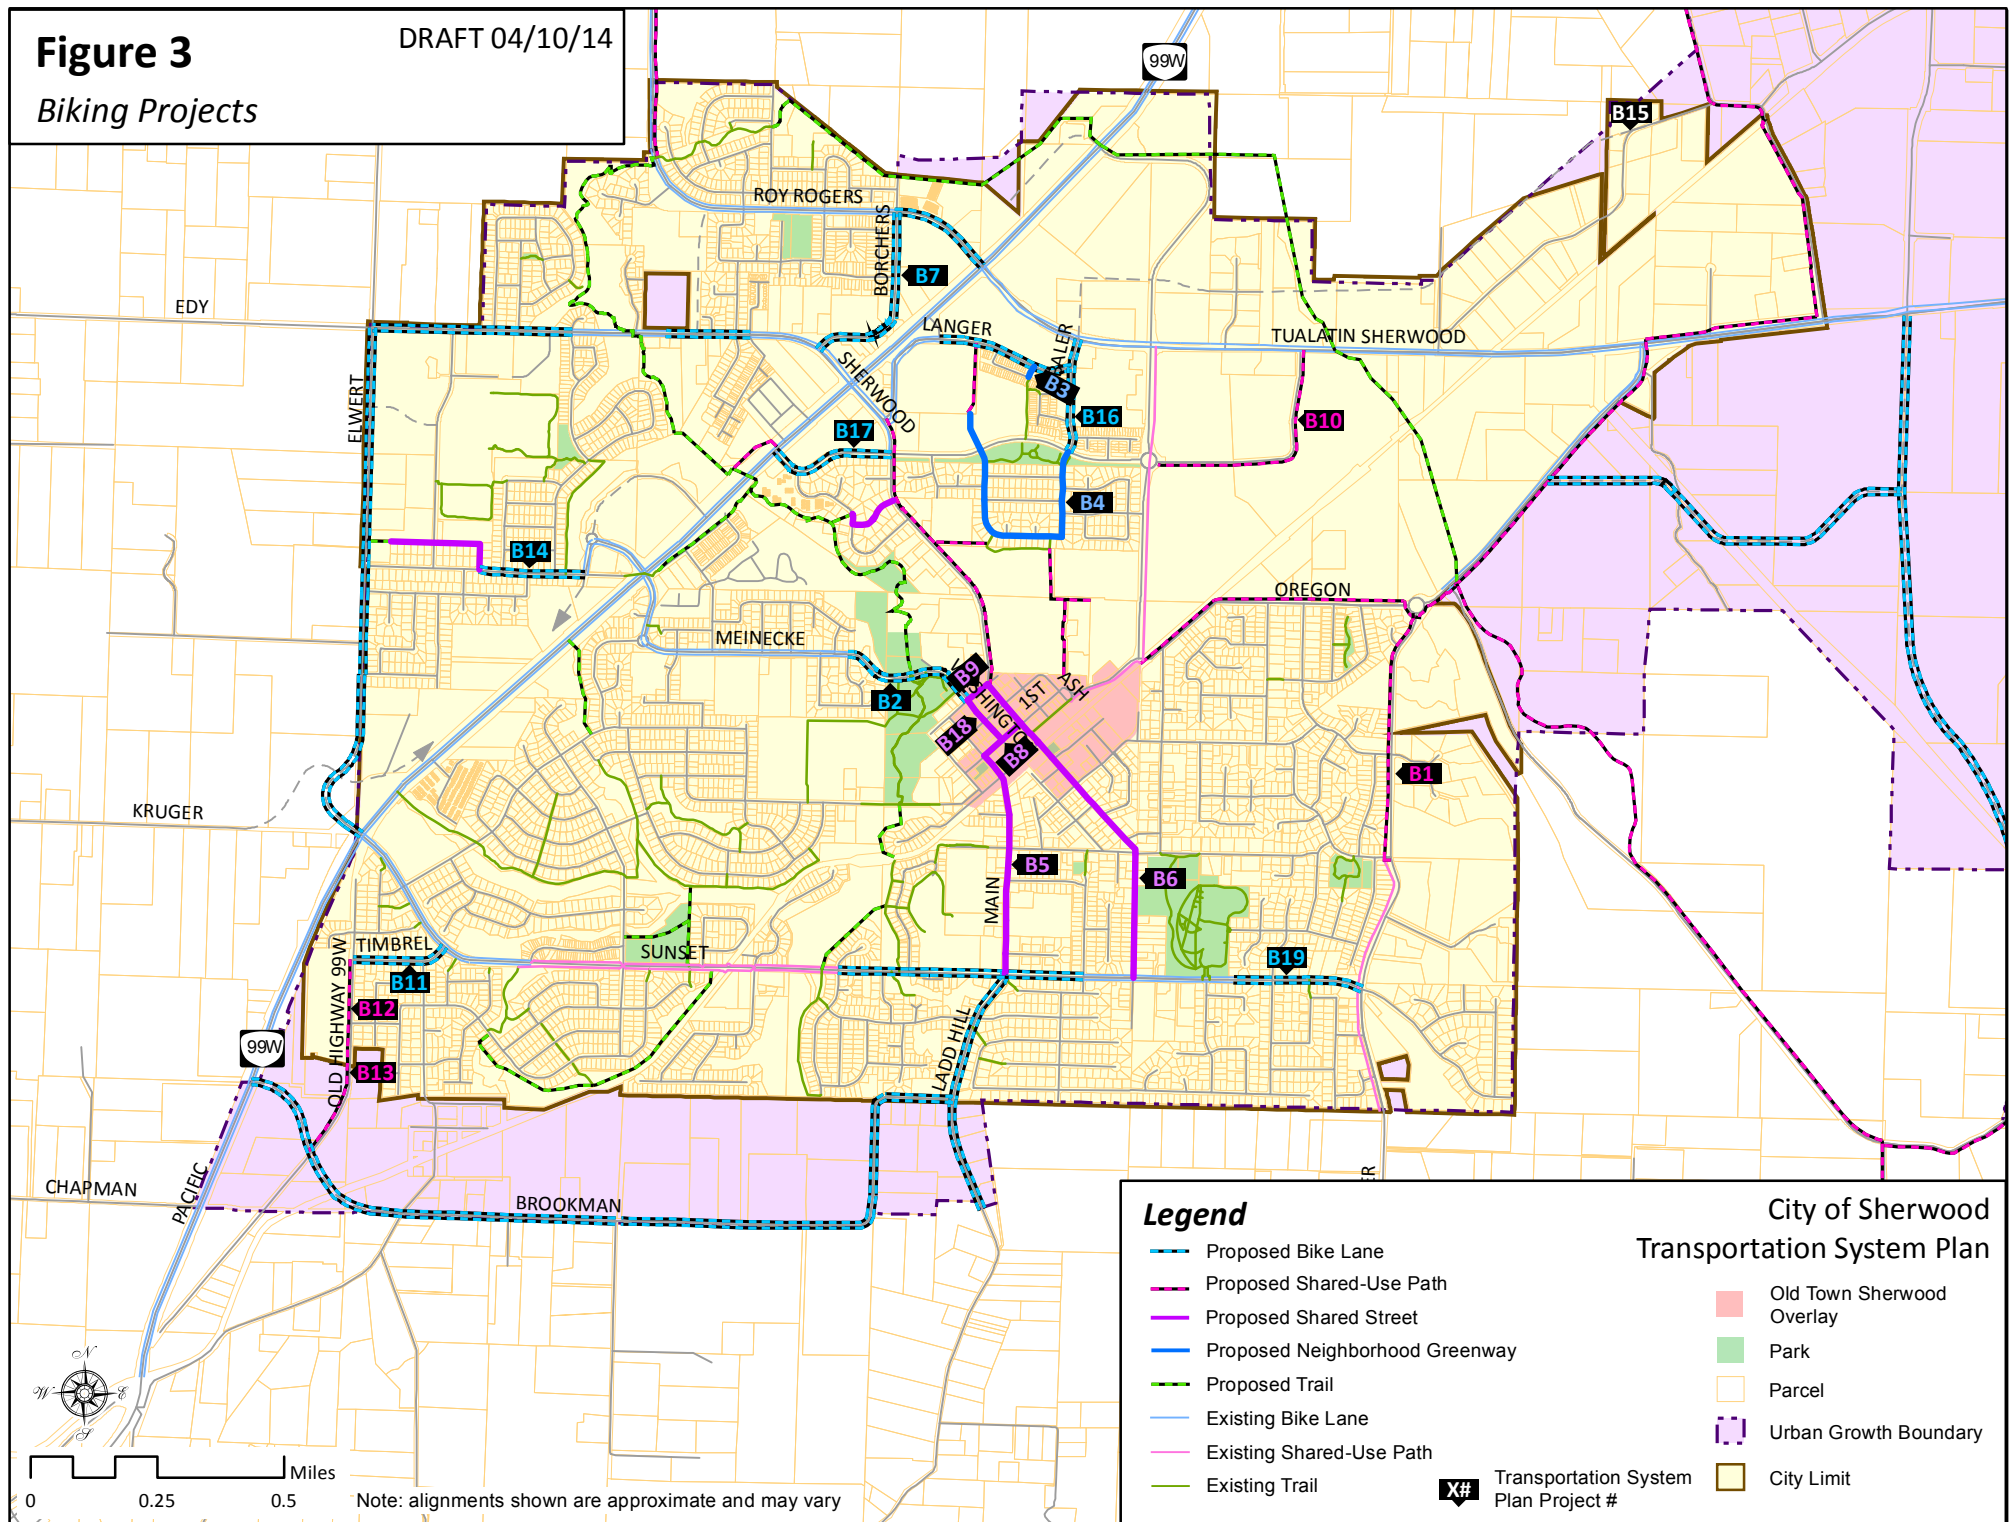 Figure 3
DRAFT 04/10/14
Biking Projects
99W
B15
ROY ROGERS
BORCHERS
B7
EDY
LANGER
BALER
TUALATIN SHERWOOD
SHERWOOD
ELWERT
B3
B16
B10
B17
B4
B14
OREGON
MEINECKE
B9
ASH
1ST
B2
WASHINGTON
B18
B8
B1
KRUGER
B5
B6
MAIN
TIMBREL
SUNSET
B19
B11
OLD HIGHWAY 99W
B12
99W
LADD HILL
B13
CHAPMAN
PACIFIC
BROOKMAN
ER
Legend
Proposed Bike Lane
Proposed Shared-Use Path
Proposed Shared Street
Proposed Neighborhood Greenway
Proposed Trail
Existing Bike Lane
Existing Shared-Use Path
Existing Trail
X#
Transportation System
Plan Project #
City of Sherwood
Transportation System Plan
Old Town Sherwood
Overlay
Park
Parcel
Urban Growth Boundary
City Limit
N
W
E
S
Miles
0
0.25
0.5
Note: alignments shown are approximate and may vary